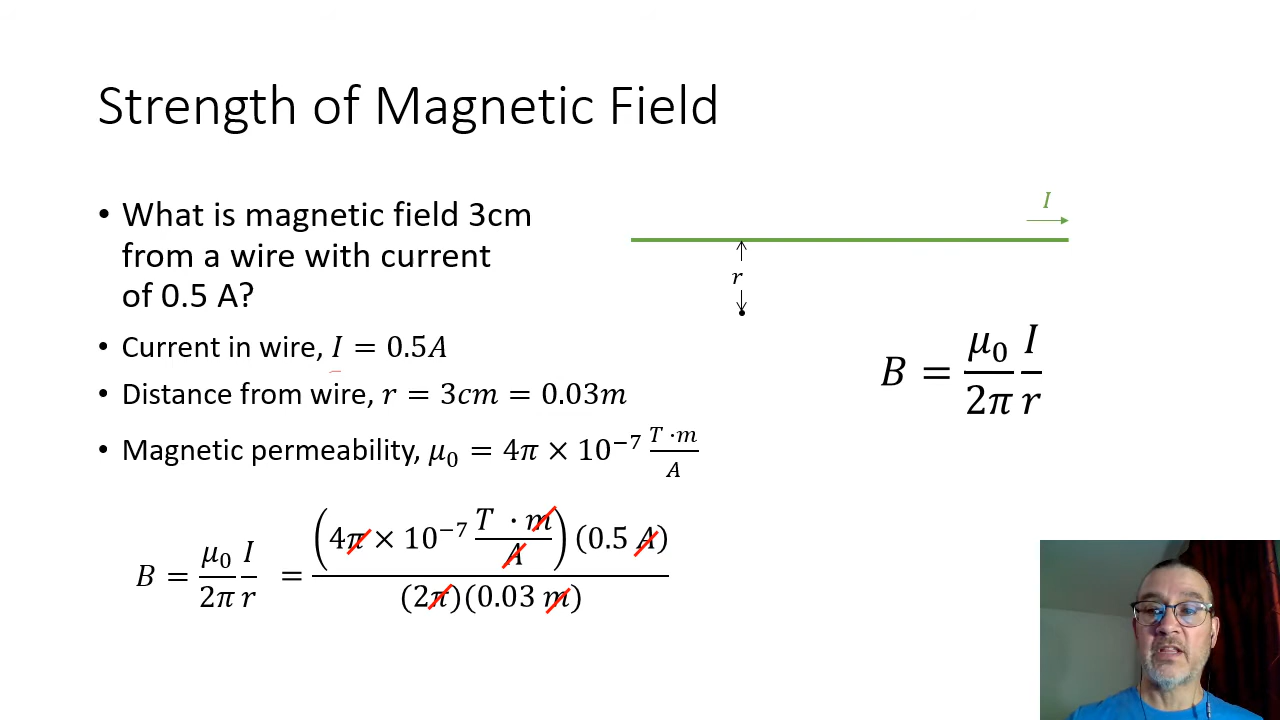 Strength of Magnetic Field
• What is magnetic field 3cm
from a wire with current
of 0.5 A?
• Current in wire, I = 0.5A
• Distance from wire, r = 3cm = 0.03m
• Magnetic permeability, μ₀ = 4π × 10⁻⁷ T·m/A
I
r
B = μ₀/2π I/r
B = μ₀/2π I/r = (4π × 10⁻⁷ T·m/A)(0.5 A)/(2π)(0.03 m)